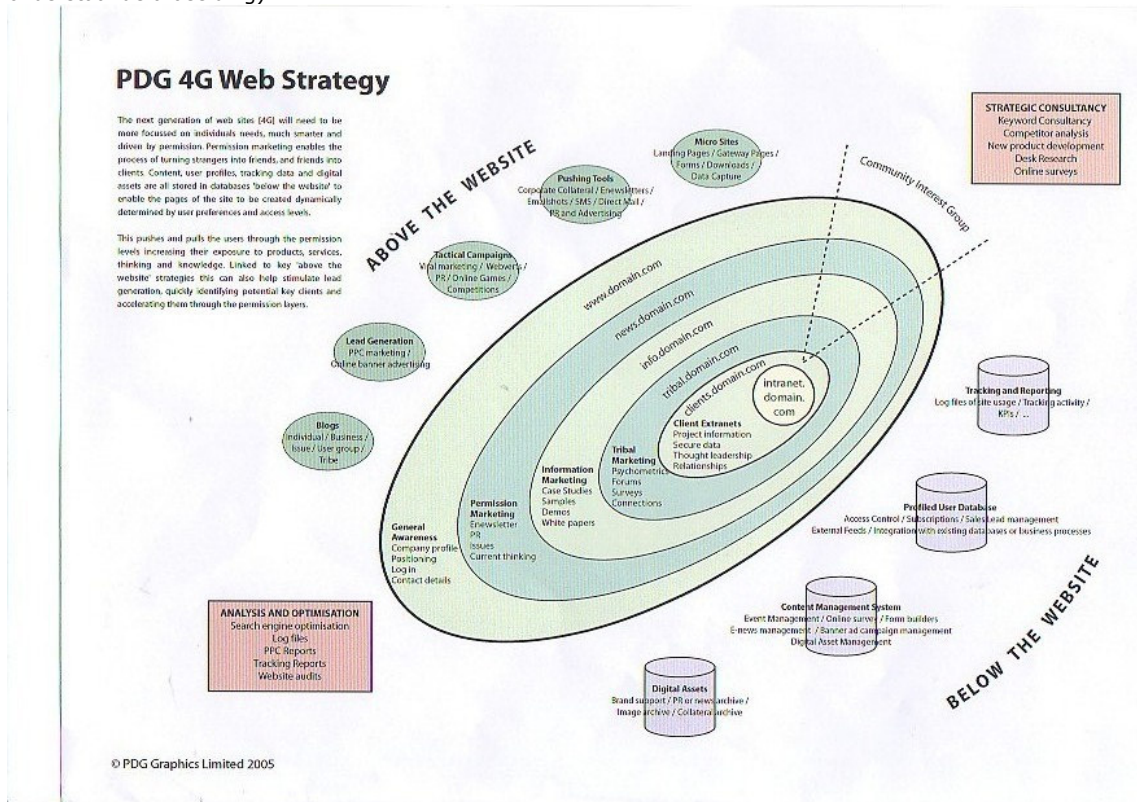 PDG 4G Web Strategy
The next generation of web sites [4G] will need to be
more focussed on individuals needs, much smarter and
driven by permission. Permission marketing enables the
process of turning strangers into friends, and friends into
clients. Content, user profiles, tracking data and digital
assets are all stored in databases 'below the website' to
enable the pages of the site to be created dynamically
determined by user preferences and access levels.
This pushes and pulls the users through the permission
levels increasing their exposure to products, services,
thinking and knowledge. Linked to key 'above the
website' strategies this can also help stimulate lead
generation, quickly identifying potential key clients and
accelerating them through the permission layers.
ABOVE THE WEBSITE
Micro Sites
Landing Pages / Gateway Pages /
Forms / Downloads /
Data Capture
Pushing Tools
Corporate Collateral / Enewsletters /
Emailshots / SMS / Direct Mail /
PR and Advertising
Tactical Campaigns
Viral marketing / Webverts /
PR / Online Games /
Competitions
Lead Generation
PPC marketing /
Online banner advertising
Blogs
Individual / Business /
Issue / User group /
Tribe
STRATEGIC CONSULTANCY
Keyword Consultancy
Competitor analysis
New product development
Desk Research
Online surveys
Community Interest Group
www.domain.com
news.domain.com
info.domain.com
tribal.domain.com
clients.domain.com
intranet.
domain.
com
Client Extranets
Project information
Secure data
Thought leadership
Relationships
Tribal
Marketing
Psychometrics
Forums
Surveys
Connections
Information
Marketing
Case Studies
Samples
Demos
White papers
Permission
Marketing
Enewsletter
PR
Issues
Current thinking
General
Awareness
Company profile
Positioning
Log in
Contact details
Tracking and Reporting
Log files of site usage / Tracking activity /
KPIs / ...
Profiled User Database
Access Control / Subscriptions / Sales Lead management
External Feeds / Integration with existing databases or business processes
Content Management System
Event Management / Online survey / Form builders
E-news management / Banner ad campaign management
Digital Asset Management
Digital Assets
Brand support / PR or news archive /
Image archive / Collateral archive
BELOW THE WEBSITE
ANALYSIS AND OPTIMISATION
Search engine optimisation
Log files
PPC Reports
Tracking Reports
Website audits
© PDG Graphics Limited 2005